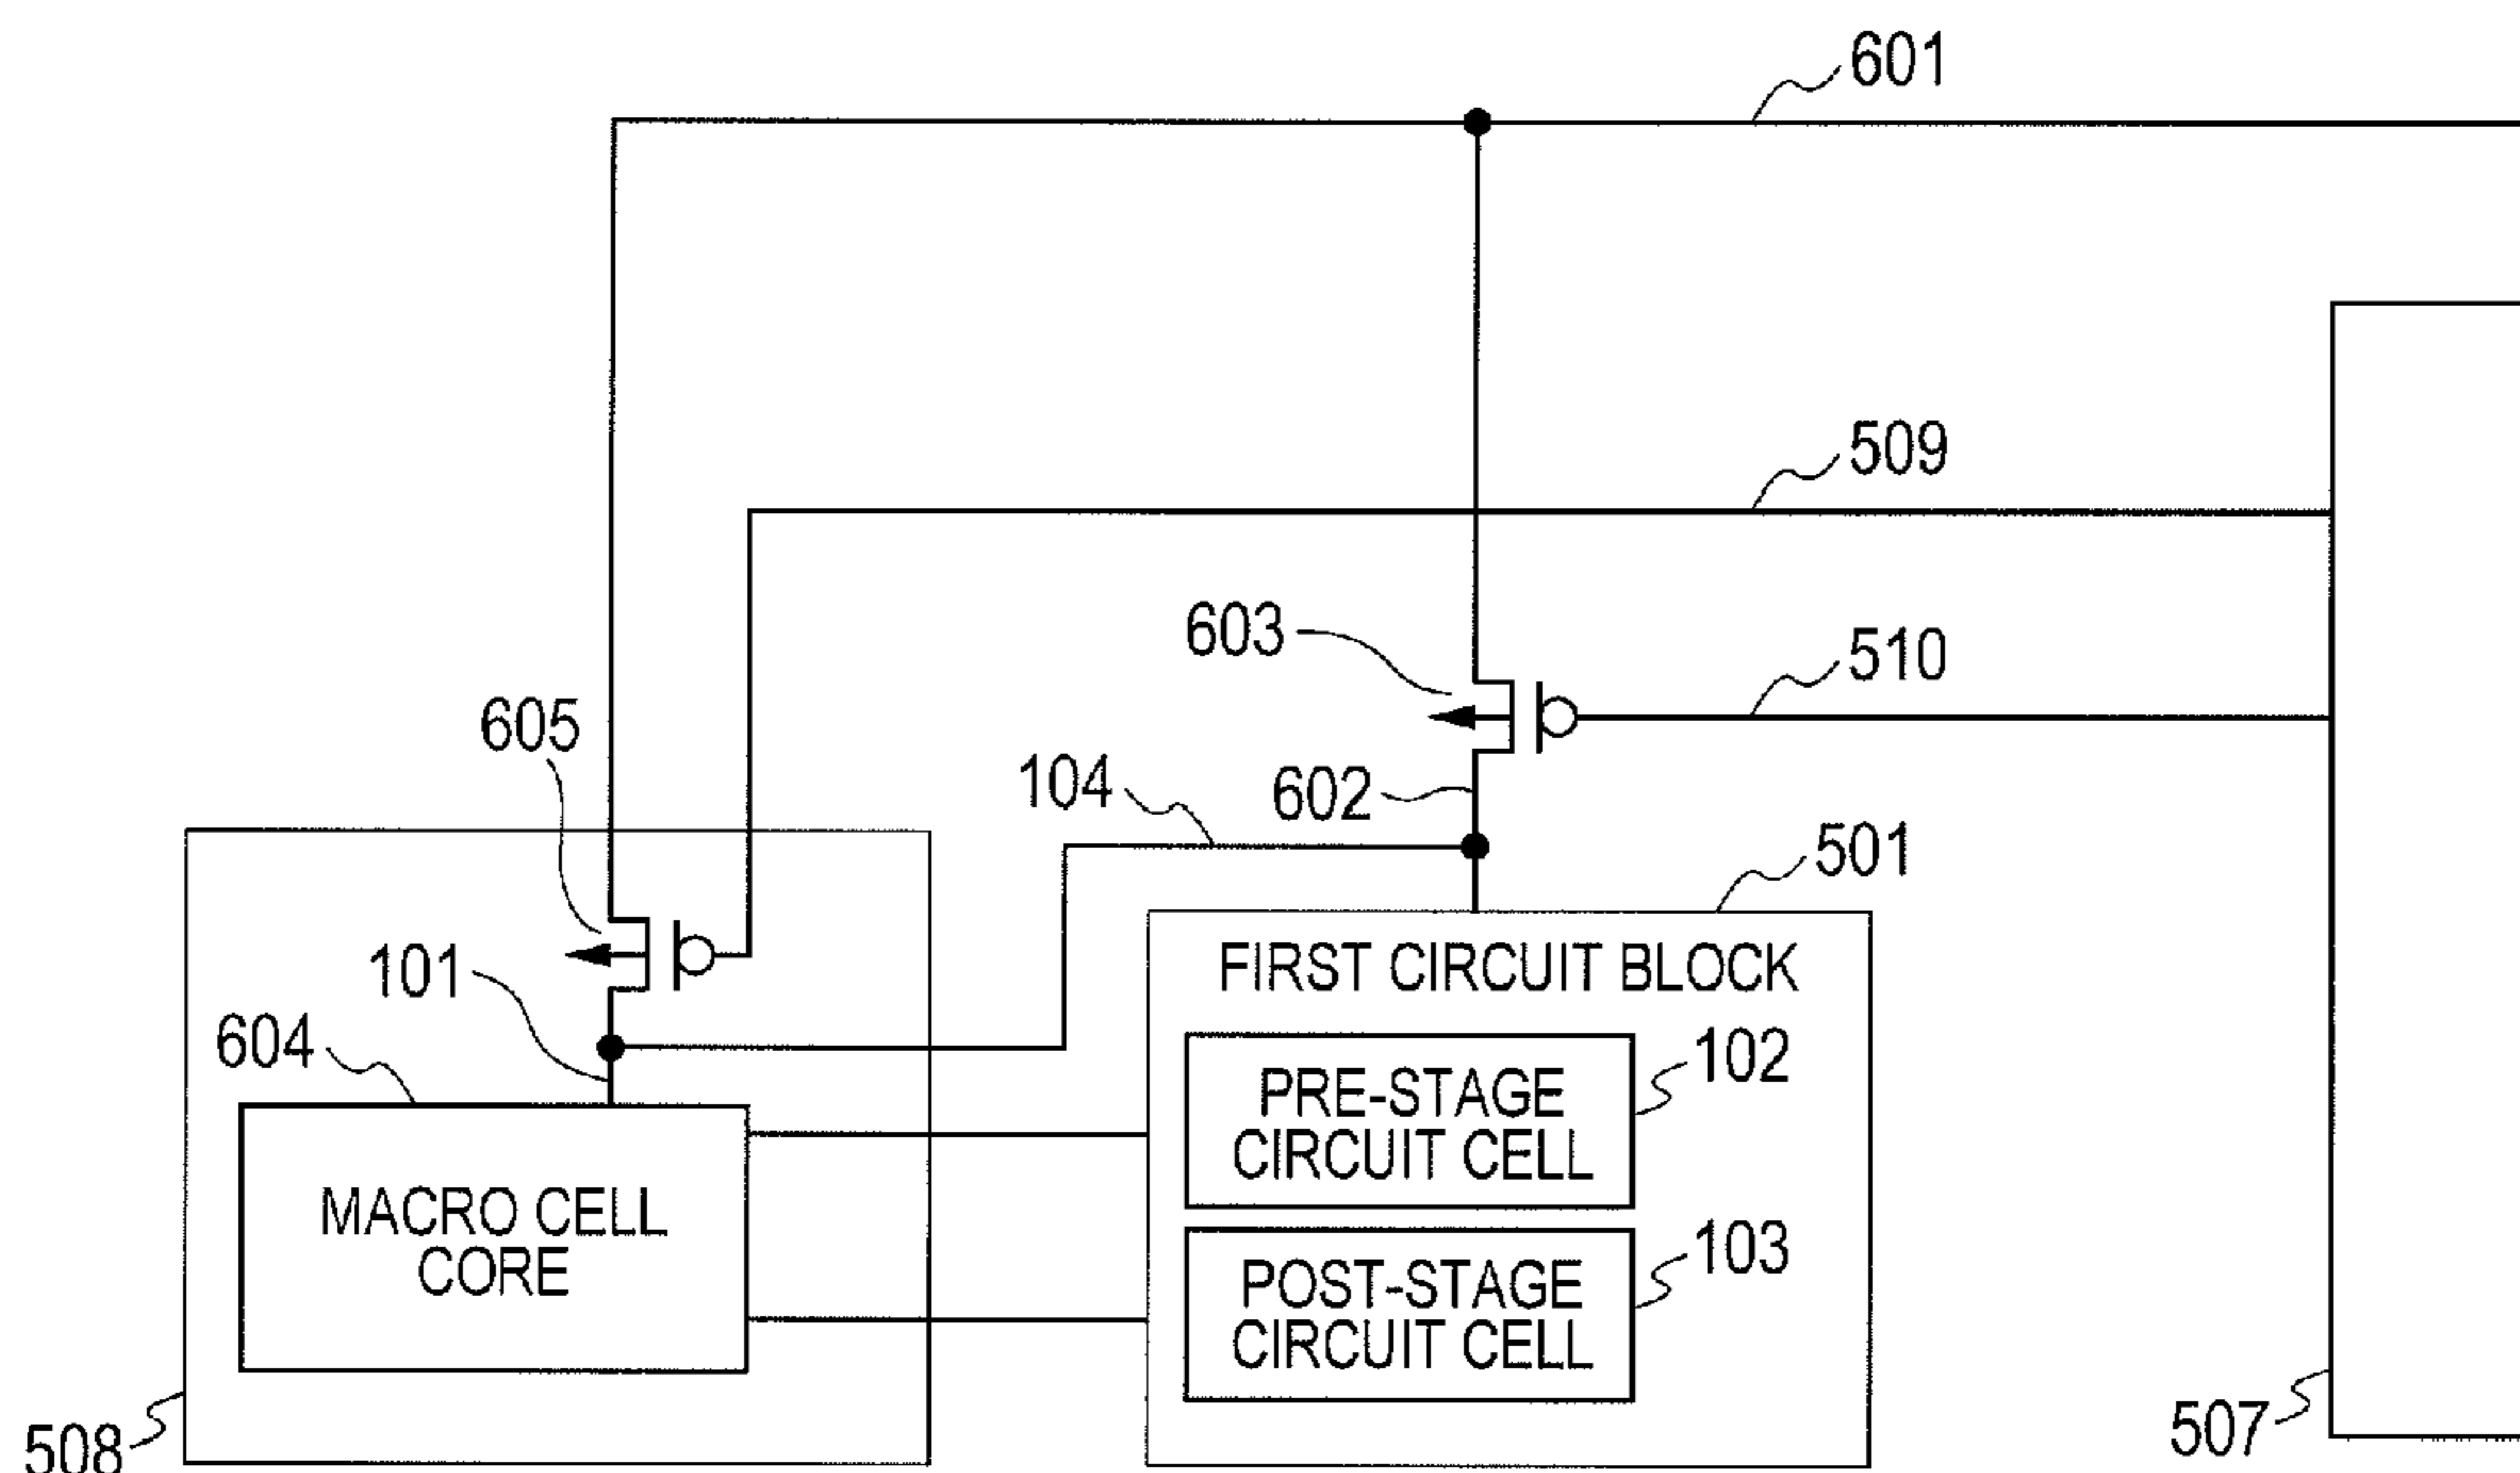 601
509
603
510
605
104
602
501
101
FIRST CIRCUIT BLOCK
604
102
PRE-STAGE
CIRCUIT CELL
MACRO CELL
CORE
103
POST-STAGE
CIRCUIT CELL
508
507